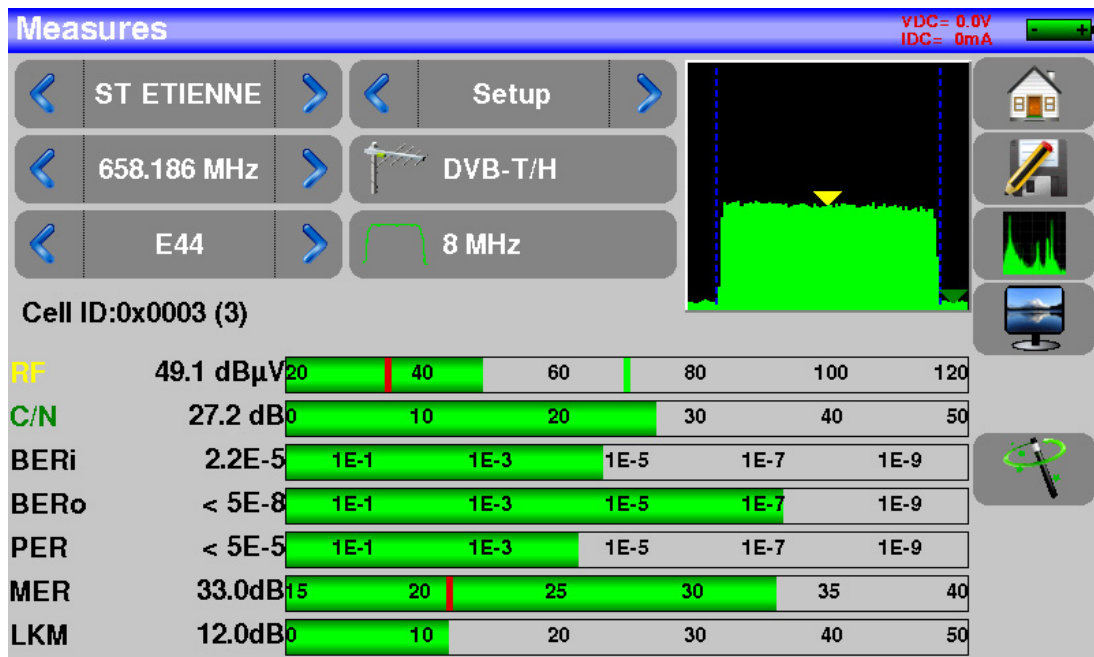 Measures
VDC= 0.0V
IDC= 0mA
- +
ST ETIENNE
Setup
658.186 MHz
DVB-T/H
E44
8 MHz
Cell ID:0x0003 (3)
RF 49.1 dBµV 20 40 60 80 100 120
C/N 27.2 dB 0 10 20 30 40 50
BERi 2.2E-5 1E-1 1E-3 1E-5 1E-7 1E-9
BERo < 5E-8 1E-1 1E-3 1E-5 1E-7 1E-9
PER < 5E-5 1E-1 1E-3 1E-5 1E-7 1E-9
MER 33.0dB 15 20 25 30 35 40
LKM 12.0dB 0 10 20 30 40 50